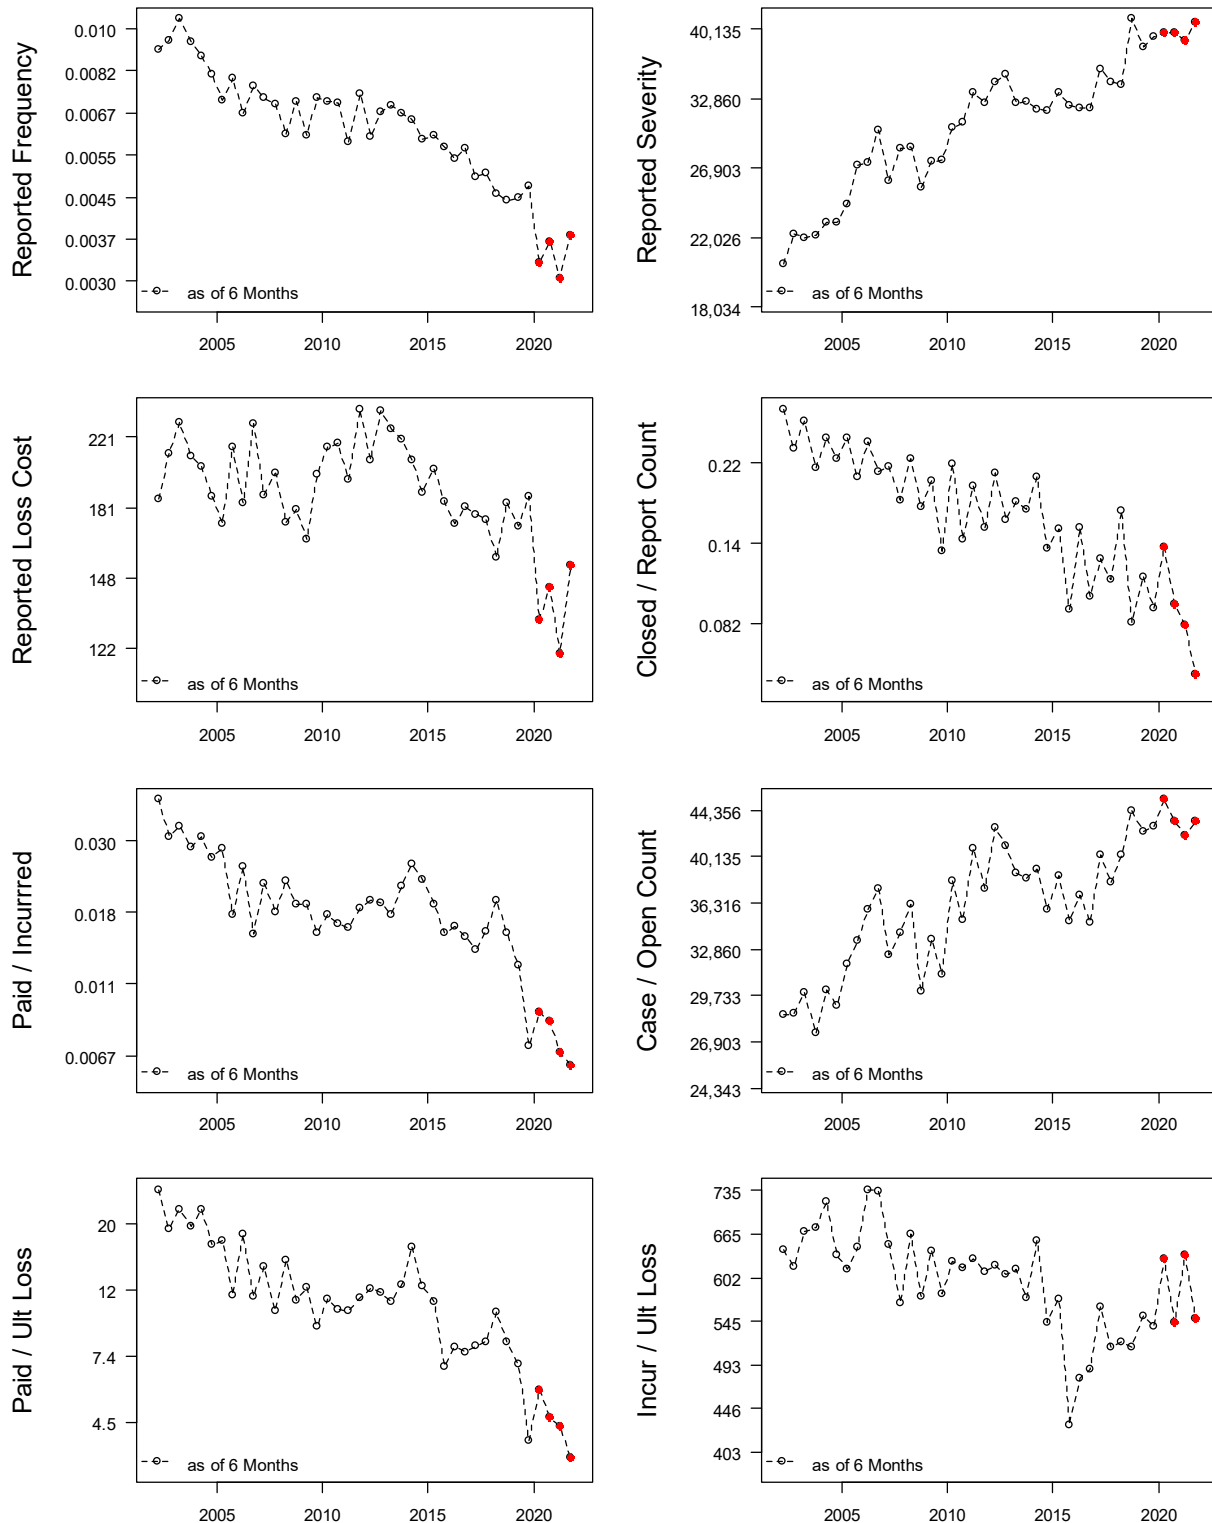 Reported Frequency
0.010
0.0082
0.0067
0.0055
0.0045
0.0037
0.0030
as of 6 Months
2005 2010 2015 2020
Reported Severity
40,135
32,860
26,903
22,026
18,034
as of 6 Months
2005 2010 2015 2020
Reported Loss Cost
221
181
148
122
as of 6 Months
2005 2010 2015 2020
Closed / Report Count
0.22
0.14
0.082
as of 6 Months
2005 2010 2015 2020
Paid / Incurrred
0.030
0.018
0.011
0.0067
as of 6 Months
2005 2010 2015 2020
Case / Open Count
44,356
40,135
36,316
32,860
29,733
26,903
24,343
as of 6 Months
2005 2010 2015 2020
Paid / Ult Loss
20
12
7.4
4.5
as of 6 Months
2005 2010 2015 2020
Incur / Ult Loss
735
665
602
545
493
446
403
as of 6 Months
2005 2010 2015 2020